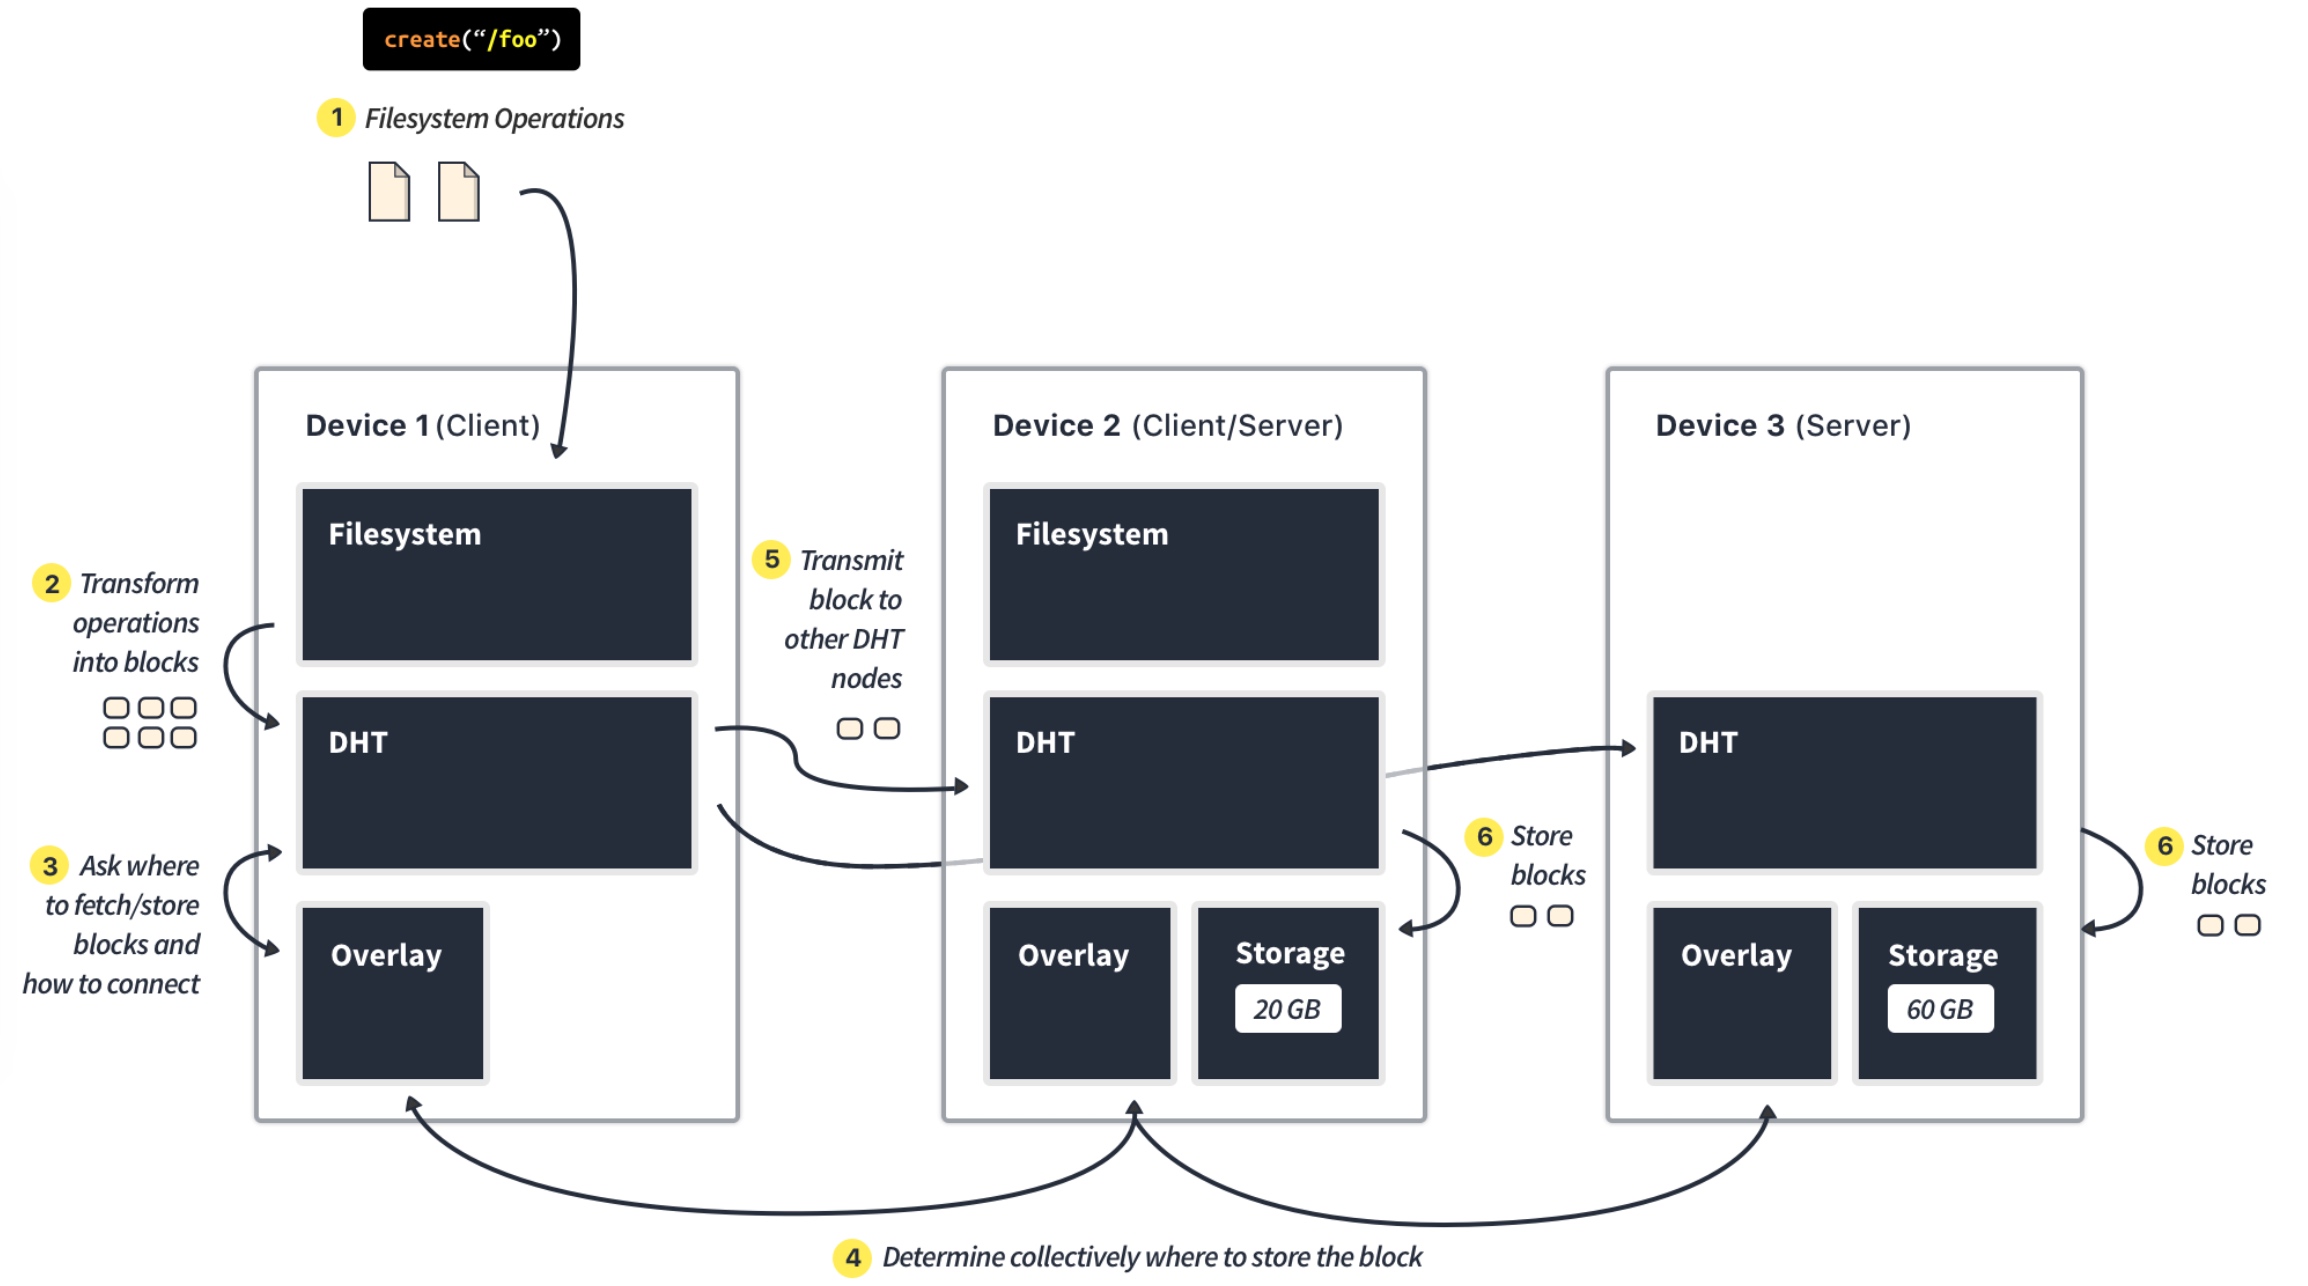 create(“/foo”)
1 Filesystem Operations
Device 1 (Client)
Filesystem
DHT
Overlay
2 Transform
operations
into blocks
3 Ask where
to fetch/store
blocks and
how to connect
5 Transmit
block to
other DHT
nodes
Device 2 (Client/Server)
Filesystem
DHT
Overlay
Storage
20 GB
6 Store
blocks
Device 3 (Server)
DHT
Overlay
Storage
60 GB
6 Store
blocks
4 Determine collectively where to store the block